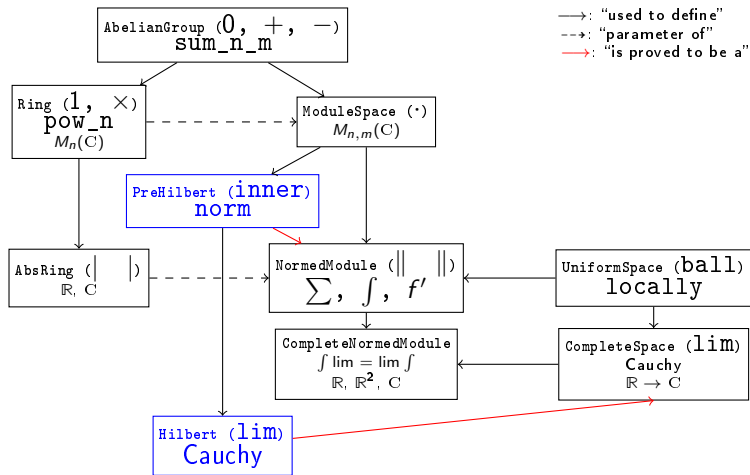 AbelianGroup (0, +, −)
sum_n_m
⟶: “used to define”
⇢: “parameter of”
⟶: “is proved to be a”
Ring (1, ×)
pow_n
Mn(C)
ModuleSpace (·)
Mn,m(C)
PreHilbert (inner)
norm
AbsRing (| |)
ℝ, C
NormedModule (‖ ‖)
∑, ∫, f′
UniformSpace (ball)
locally
CompleteNormedModule
∫ lim = lim ∫
ℝ, ℝ², C
CompleteSpace (lim)
Cauchy
ℝ → C
Hilbert (lim)
Cauchy